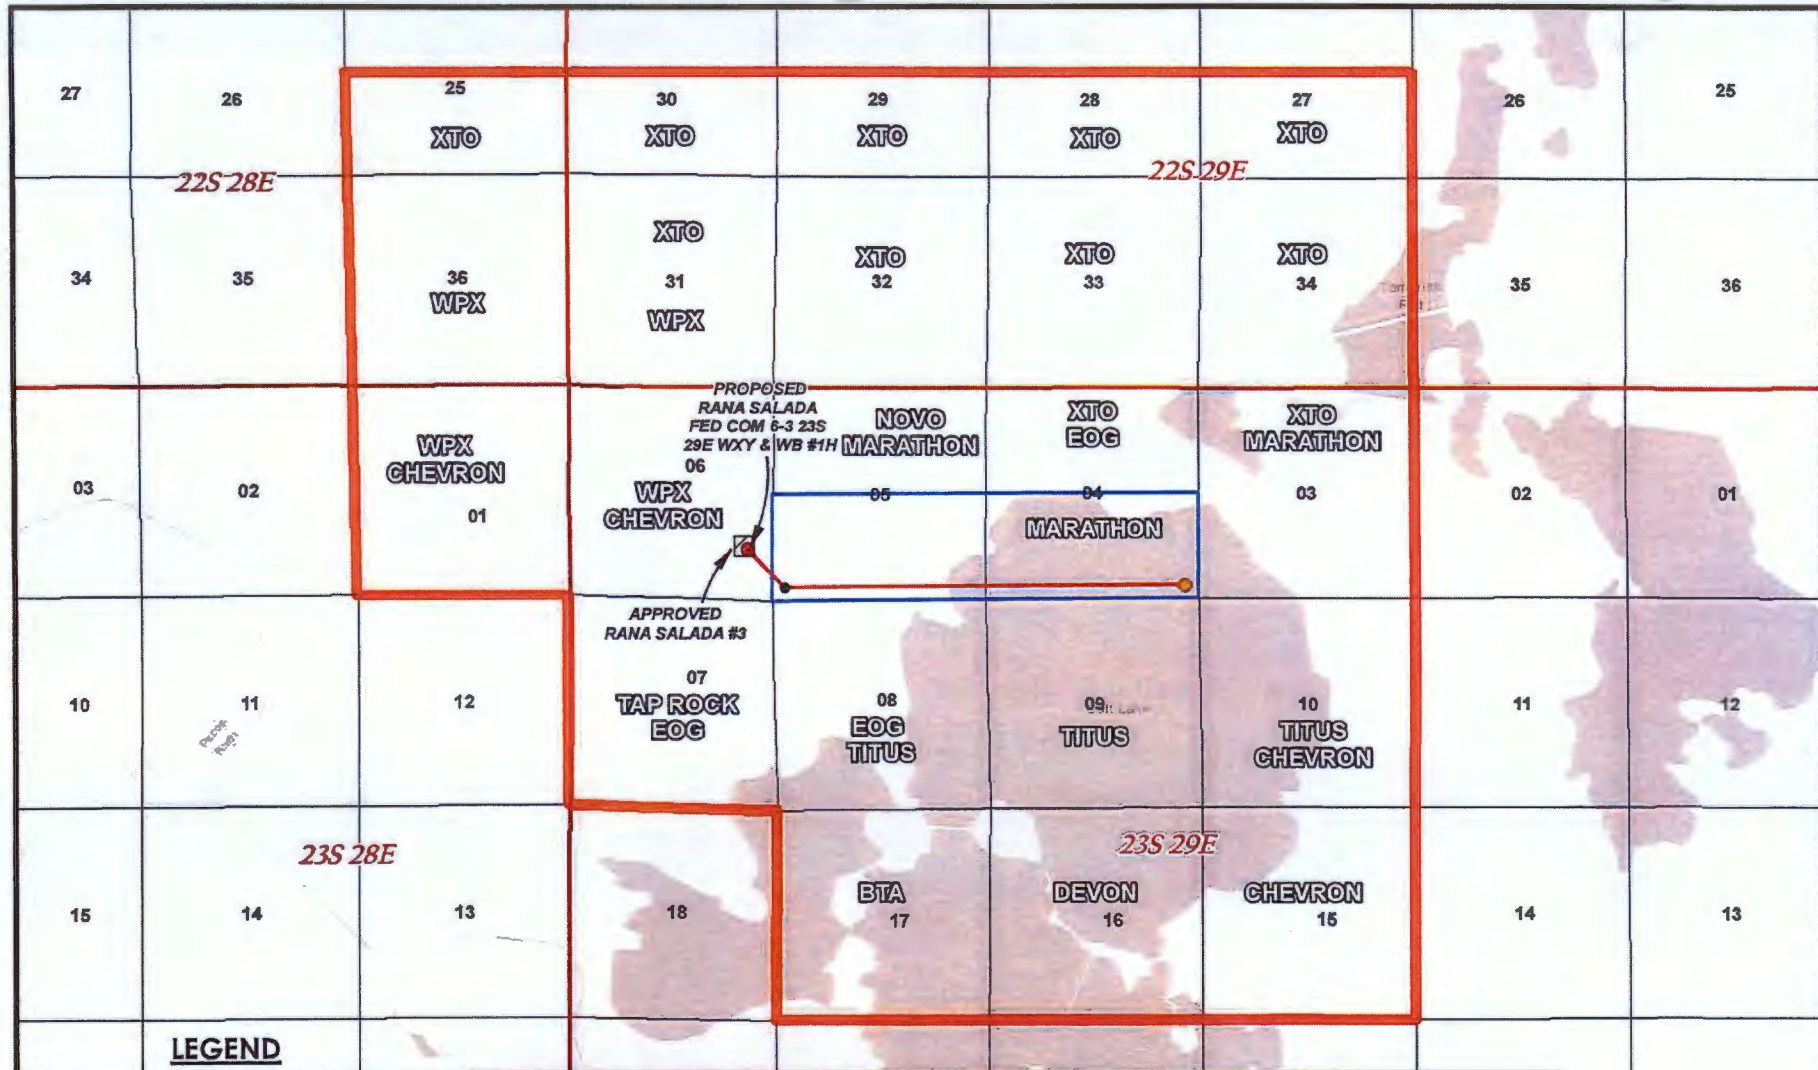 27
26
25
30
29
28
27
26
25
XTO
XTO
XTO
XTO
XTO
22S 28E
22S 29E
34
35
36
WPX
XTO
31
WPX
XTO
32
XTO
33
XTO
34
35
36
PROPOSED
RANA SALADA
FED COM 6-3 23S
29E WXY & WB #1H
03
02
WPX
CHEVRON
01
06
WPX
CHEVRON
NOVO
MARATHON
05
XTO
EOG
04
MARATHON
XTO
MARATHON
03
02
01
APPROVED
RANA SALADA #3
10
11
12
07
TAP ROCK
EOG
08
EOG
TITUS
09
TITUS
10
TITUS
CHEVRON
11
12
23S 28E
23S 29E
15
14
13
18
BTA
17
DEVON
16
CHEVRON
15
14
13
LEGEND